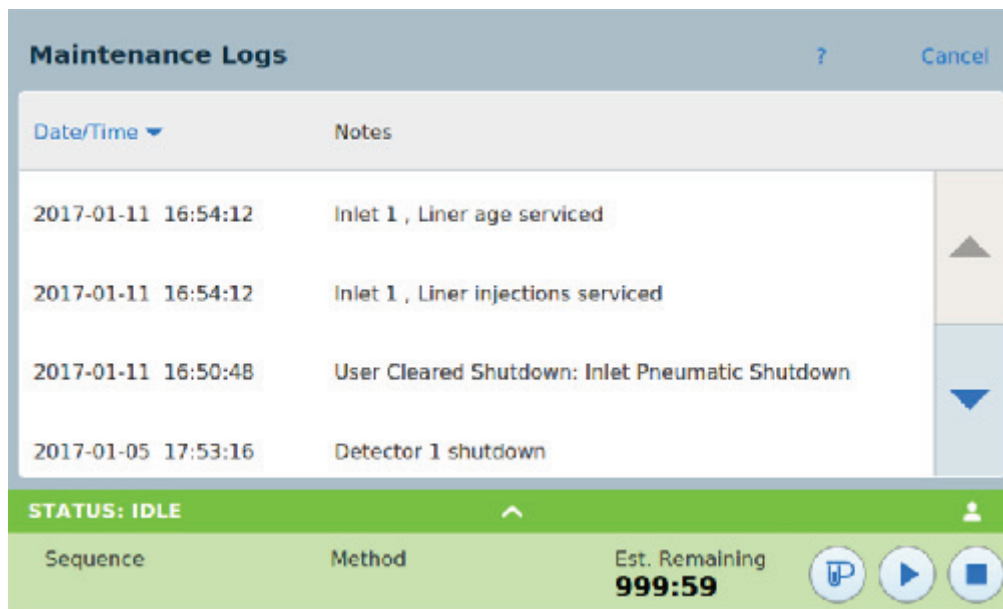 Maintenance Logs ? Cancel
Date/Time Notes
2017-01-11 16:54:12 Inlet 1 , Liner age serviced
2017-01-11 16:54:12 Inlet 1 , Liner injections serviced
2017-01-11 16:50:48 User Cleared Shutdown: Inlet Pneumatic Shutdown
2017-01-05 17:53:16 Detector 1 shutdown
STATUS: IDLE
Sequence Method Est. Remaining
999:59